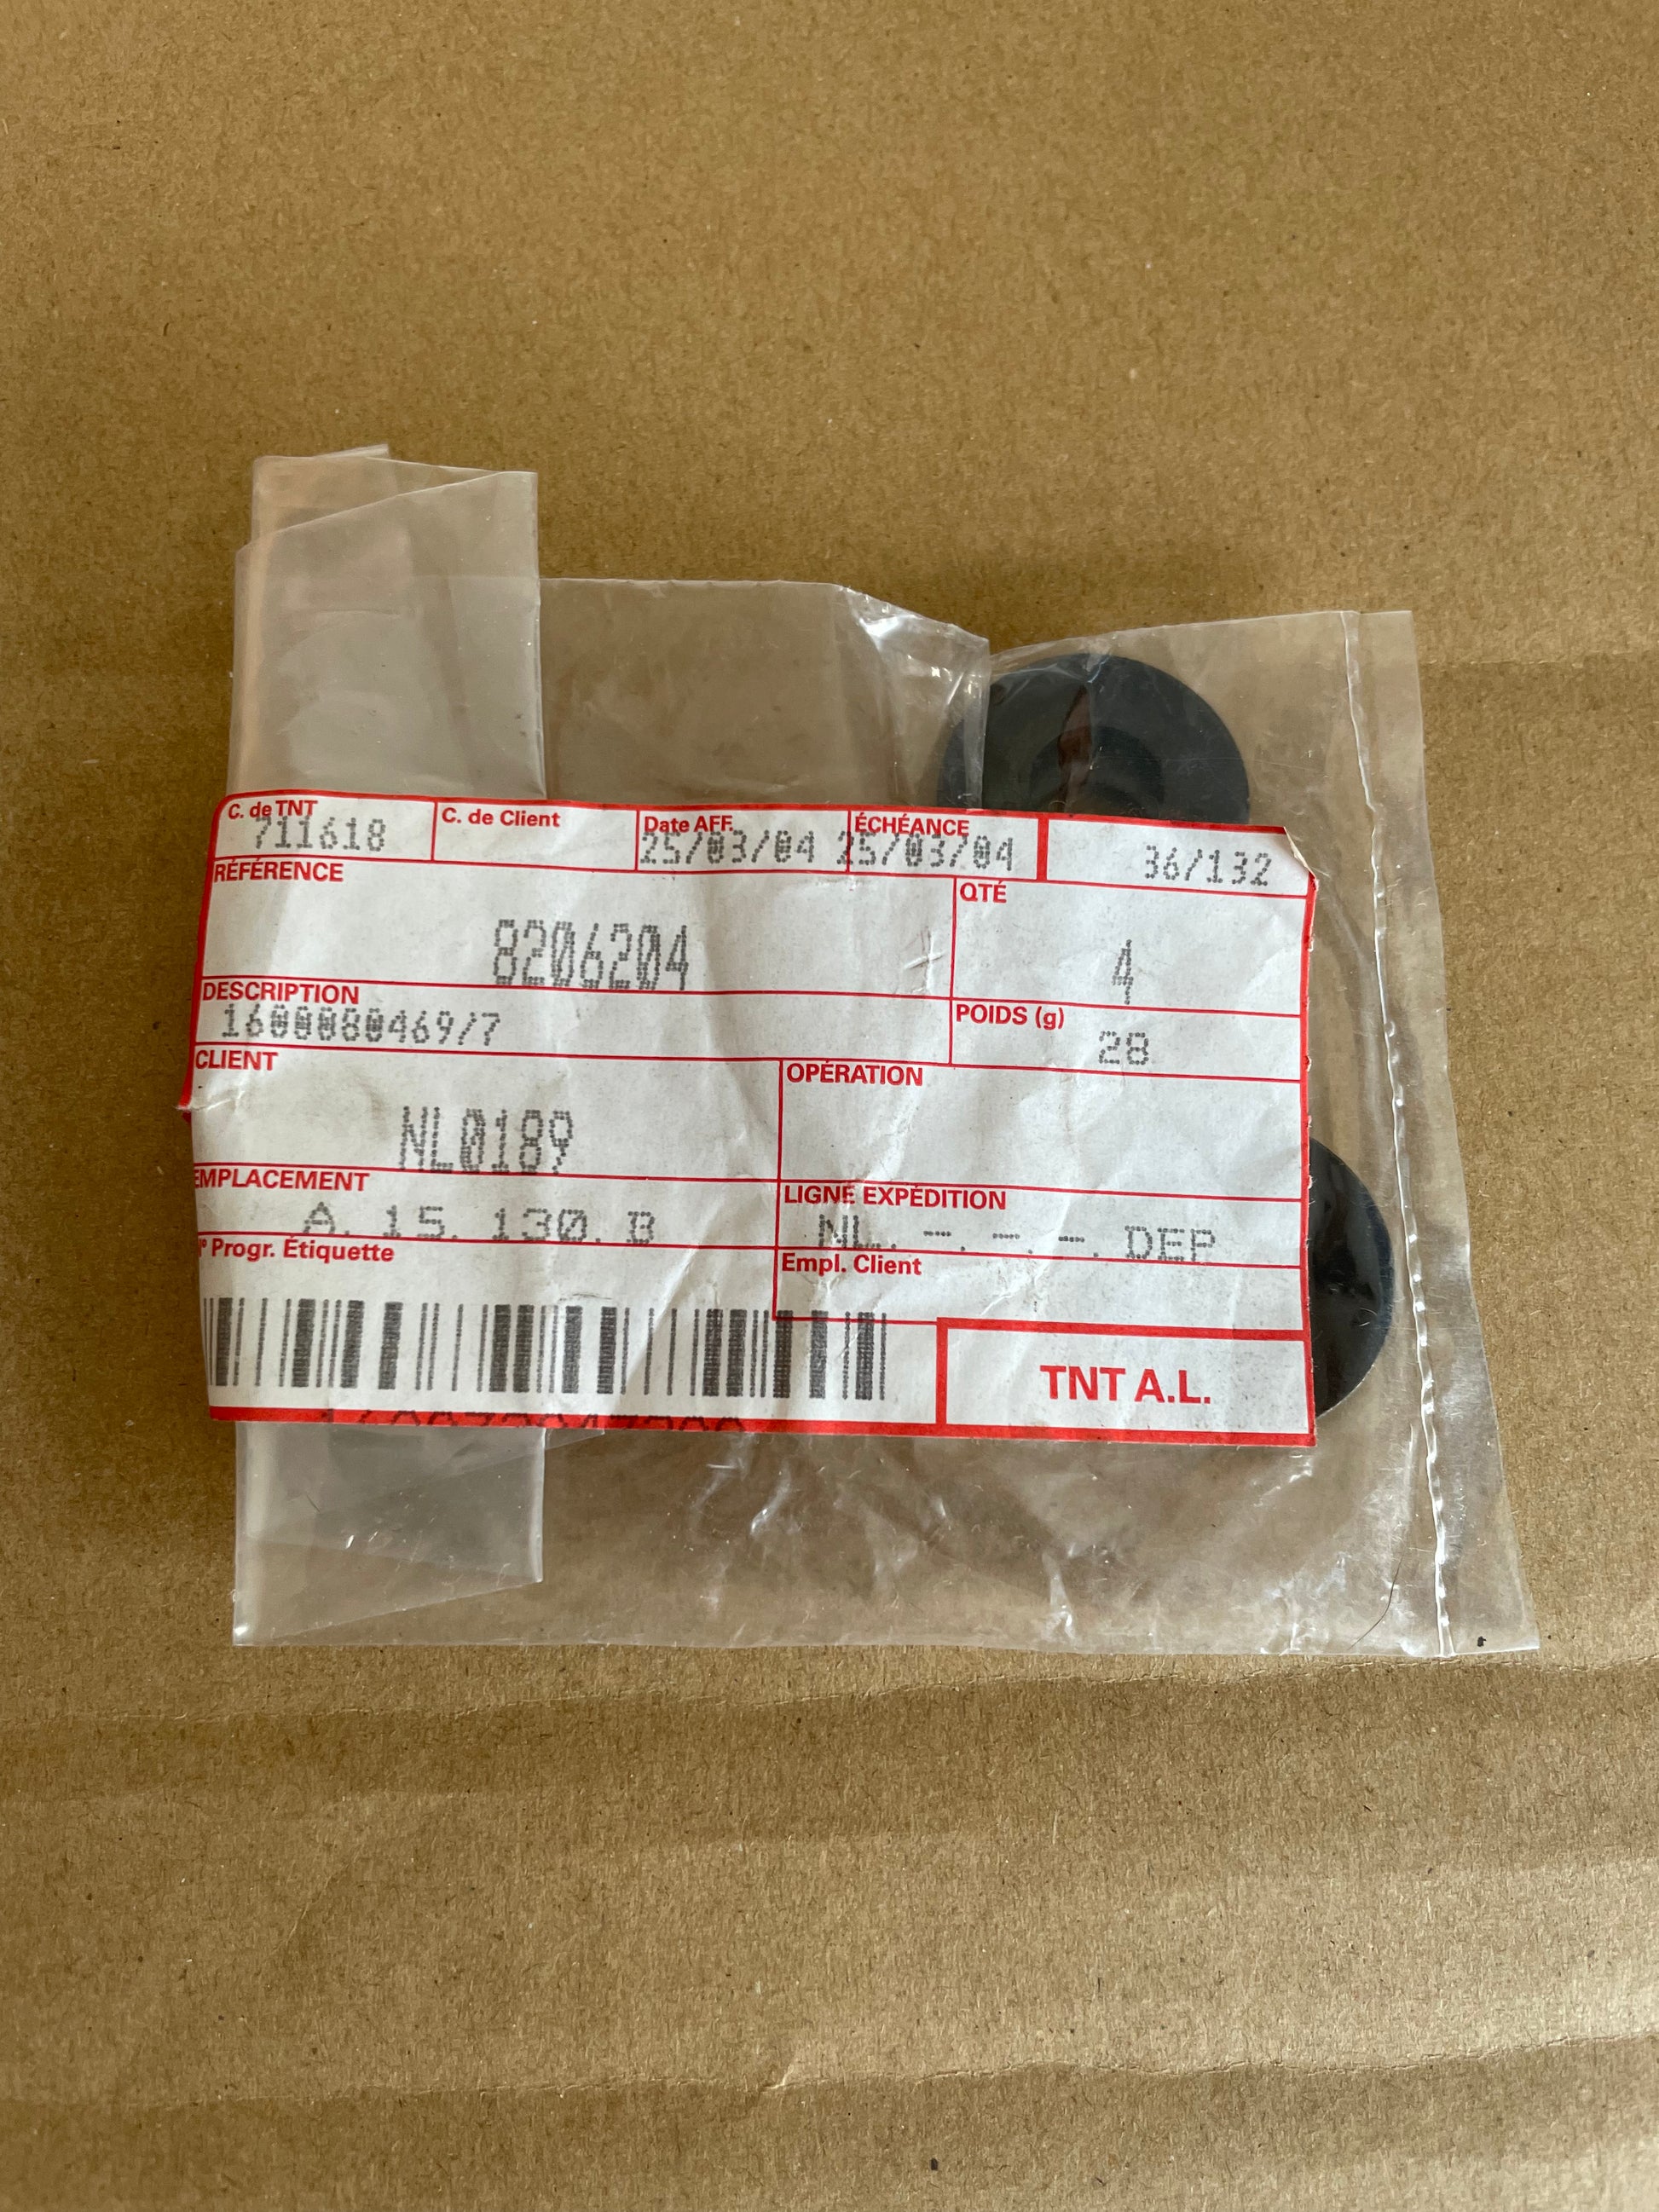 C. de TNT C. de Client Date AFF. ÉCHÉANCE
711618 25/03/04 25/03/04 36/132
RÉFÉRENCE QTÉ
8206204 4
DESCRIPTION POIDS (g)
1600080469/7 28
CLIENT OPÉRATION
NL0189
EMPLACEMENT LIGNE EXPÉDITION
A. 15. 130. B NL. -. -. -. DEP
N° Progr. Étiquette Empl. Client
TNT A.L.